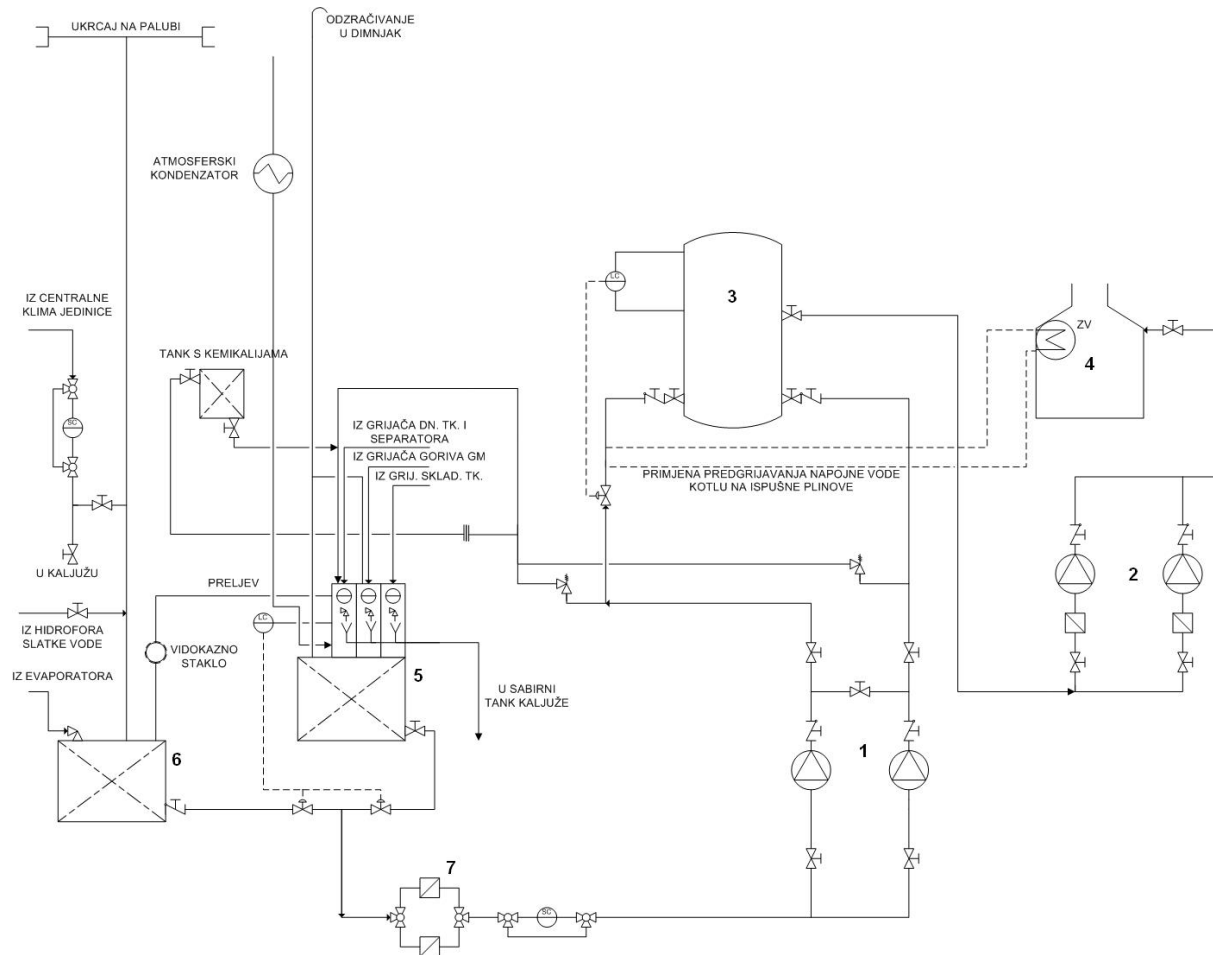 UKRCAJ NA PALUBI
ODZRAČIVANJE
U DIMNJAK
ATMOSFERSKI
KONDENZATOR
IZ CENTRALNE
KLIMA JEDINICE
LC
3
ZV
4
TANK S KEMIKALIJAMA
SC
IZ GRIJAČA DN. TK. I
SEPARATORA
IZ GRIJAČA GORIVA GM
IZ GRIJ. SKLAD. TK.
PRIMJENA PREDGRIJAVANJA NAPOJNE VODE
KOTLU NA ISPUŠNE PLINOVE
U KALJUŽU
PRELJEV
2
LC
IZ HIDROFORA
SLATKE VODE
VIDOKAZNO
STAKLO
IZ EVAPORATORA
5
U SABIRNI
TANK KALJUŽE
6
1
7
SC